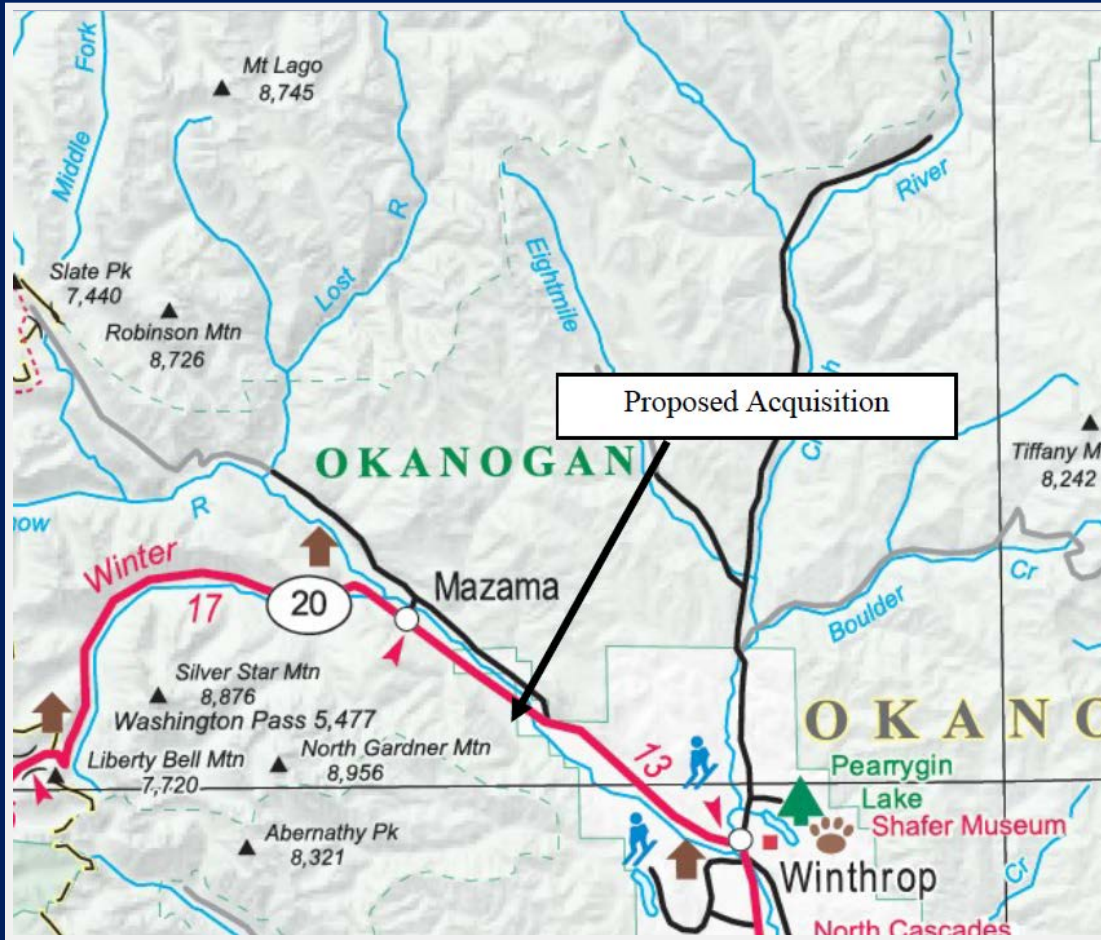 Fork
Middle
Mt Lago
8,745
R
Lost
River
Eightmile
Slate Pk
7,440
Robinson Mtn
8,726
Proposed Acquisition
OKANOGAN
Tiffany M
8,242
R
Winter
17
20
Mazama
Cr
Boulder
Silver Star Mtn
8,876
Washington Pass 5,477
North Gardner Mtn
8,956
Liberty Bell Mtn
7,720
OKANO
13
Pearrygin
Lake
Shafer Museum
Abernathy Pk
8,321
Winthrop
Cr
North Cascades